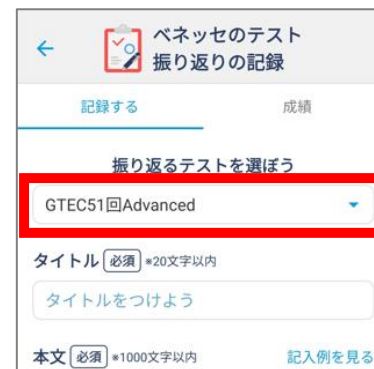 ベネッセのテスト
振り返りの記録
記録する 成績
振り返るテストを選ぼう
GTEC51回Advanced
タイトル 必須 *20文字以内
タイトルをつけよう
本文 必須 *1000文字以内 記入例を見る